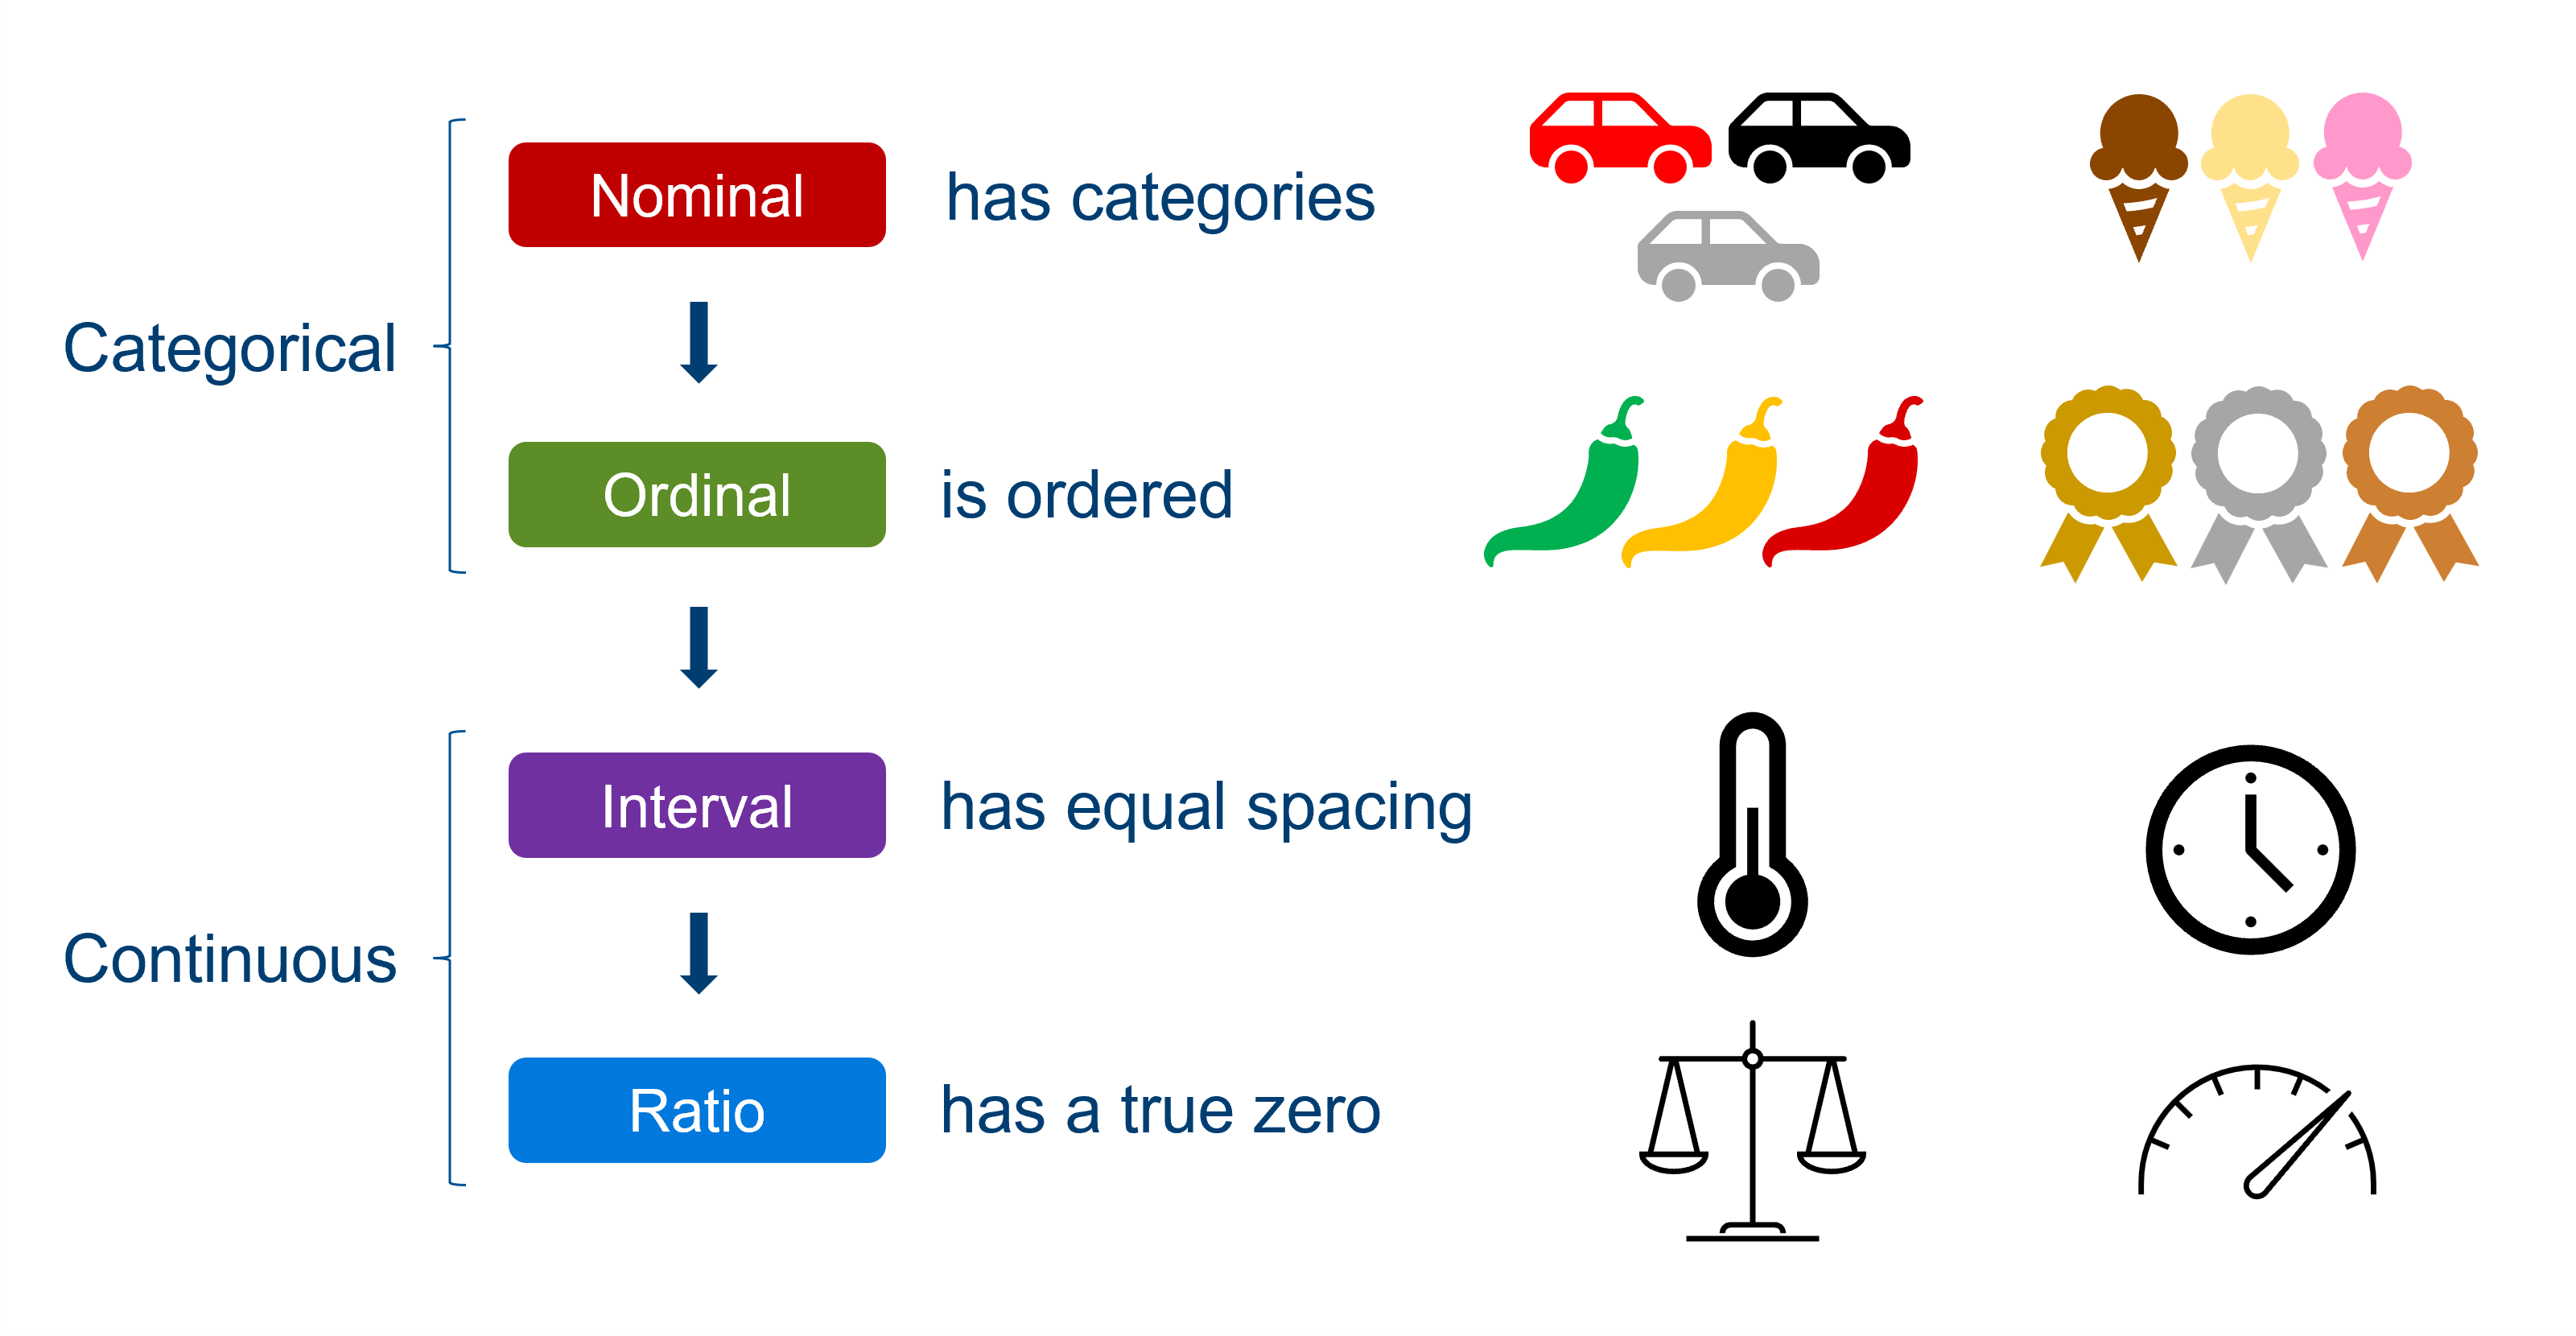 Categorical
Nominal
has categories
Ordinal
is ordered
Continuous
Interval
has equal spacing
Ratio
has a true zero